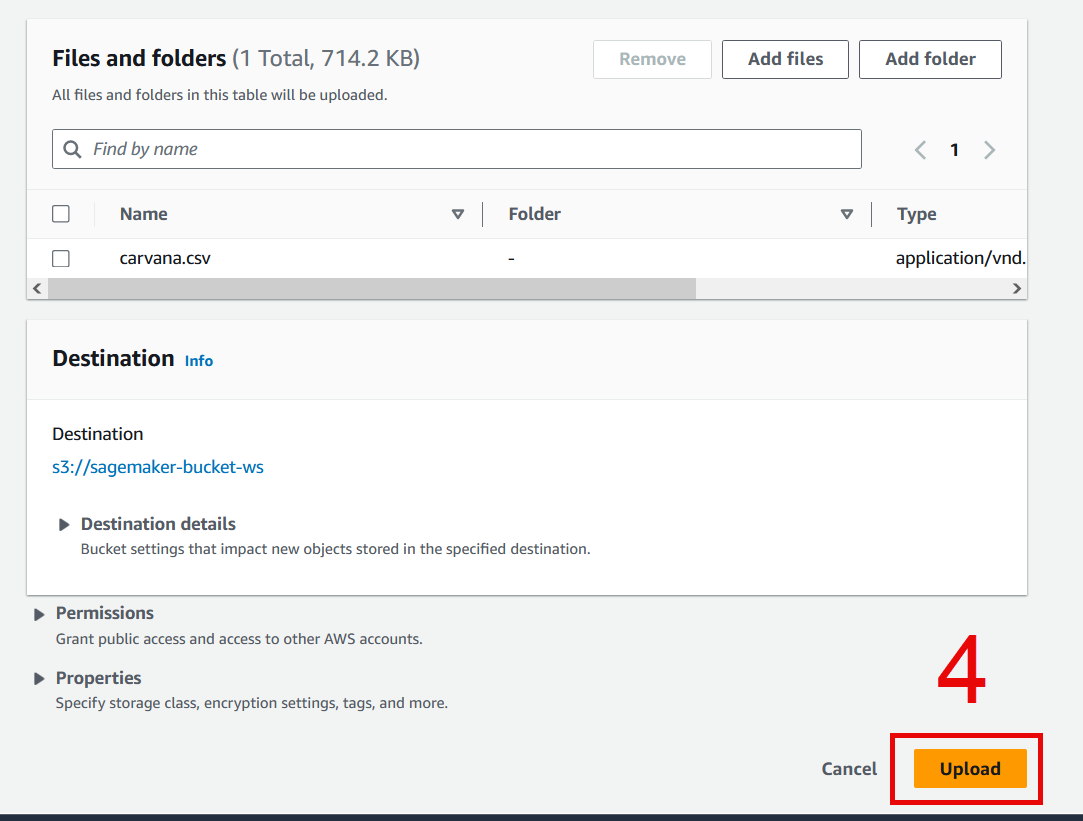 Files and folders (1 Total, 714.2 KB)
Remove
Add files
Add folder
All files and folders in this table will be uploaded.
Find by name
1
Name
Folder
Type
carvana.csv
-
application/vnd.
Destination Info
Destination
s3://sagemaker-bucket-ws
Destination details
Bucket settings that impact new objects stored in the specified destination.
Permissions
Grant public access and access to other AWS accounts.
Properties
Specify storage class, encryption settings, tags, and more.
4
Cancel
Upload